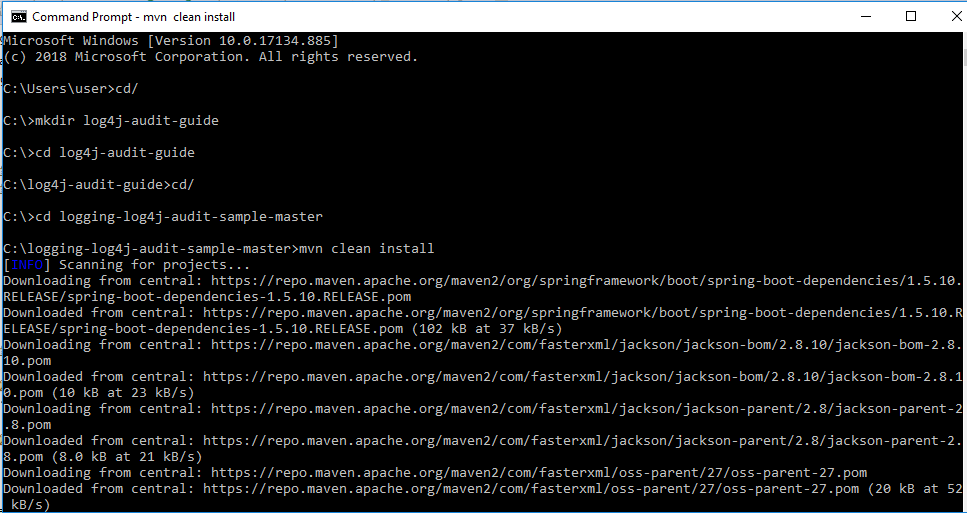 Command Prompt - mvn  clean install
Microsoft Windows [Version 10.0.17134.885]
(c) 2018 Microsoft Corporation. All rights reserved.
C:\Users\user>cd/
C:\>mkdir log4j-audit-guide
C:\>cd log4j-audit-guide
C:\log4j-audit-guide>cd/
C:\>cd logging-log4j-audit-sample-master
C:\logging-log4j-audit-sample-master>mvn clean install
[INFO] Scanning for projects...
Downloading from central: https://repo.maven.apache.org/maven2/org/springframework/boot/spring-boot-dependencies/1.5.10.
RELEASE/spring-boot-dependencies-1.5.10.RELEASE.pom
Downloaded from central: https://repo.maven.apache.org/maven2/org/springframework/boot/spring-boot-dependencies/1.5.10.R
ELEASE/spring-boot-dependencies-1.5.10.RELEASE.pom (102 kB at 37 kB/s)
Downloading from central: https://repo.maven.apache.org/maven2/com/fasterxml/jackson/jackson-bom/2.8.10/jackson-bom-2.8.
10.pom
Downloaded from central: https://repo.maven.apache.org/maven2/com/fasterxml/jackson/jackson-bom/2.8.10/jackson-bom-2.8.1
0.pom (10 kB at 23 kB/s)
Downloading from central: https://repo.maven.apache.org/maven2/com/fasterxml/jackson/jackson-parent/2.8/jackson-parent-2
.8.pom
Downloaded from central: https://repo.maven.apache.org/maven2/com/fasterxml/jackson/jackson-parent/2.8/jackson-parent-2.
8.pom (8.0 kB at 21 kB/s)
Downloading from central: https://repo.maven.apache.org/maven2/com/fasterxml/oss-parent/27/oss-parent-27.pom
Downloaded from central: https://repo.maven.apache.org/maven2/com/fasterxml/oss-parent/27/oss-parent-27.pom (20 kB at 52
 kB/s)